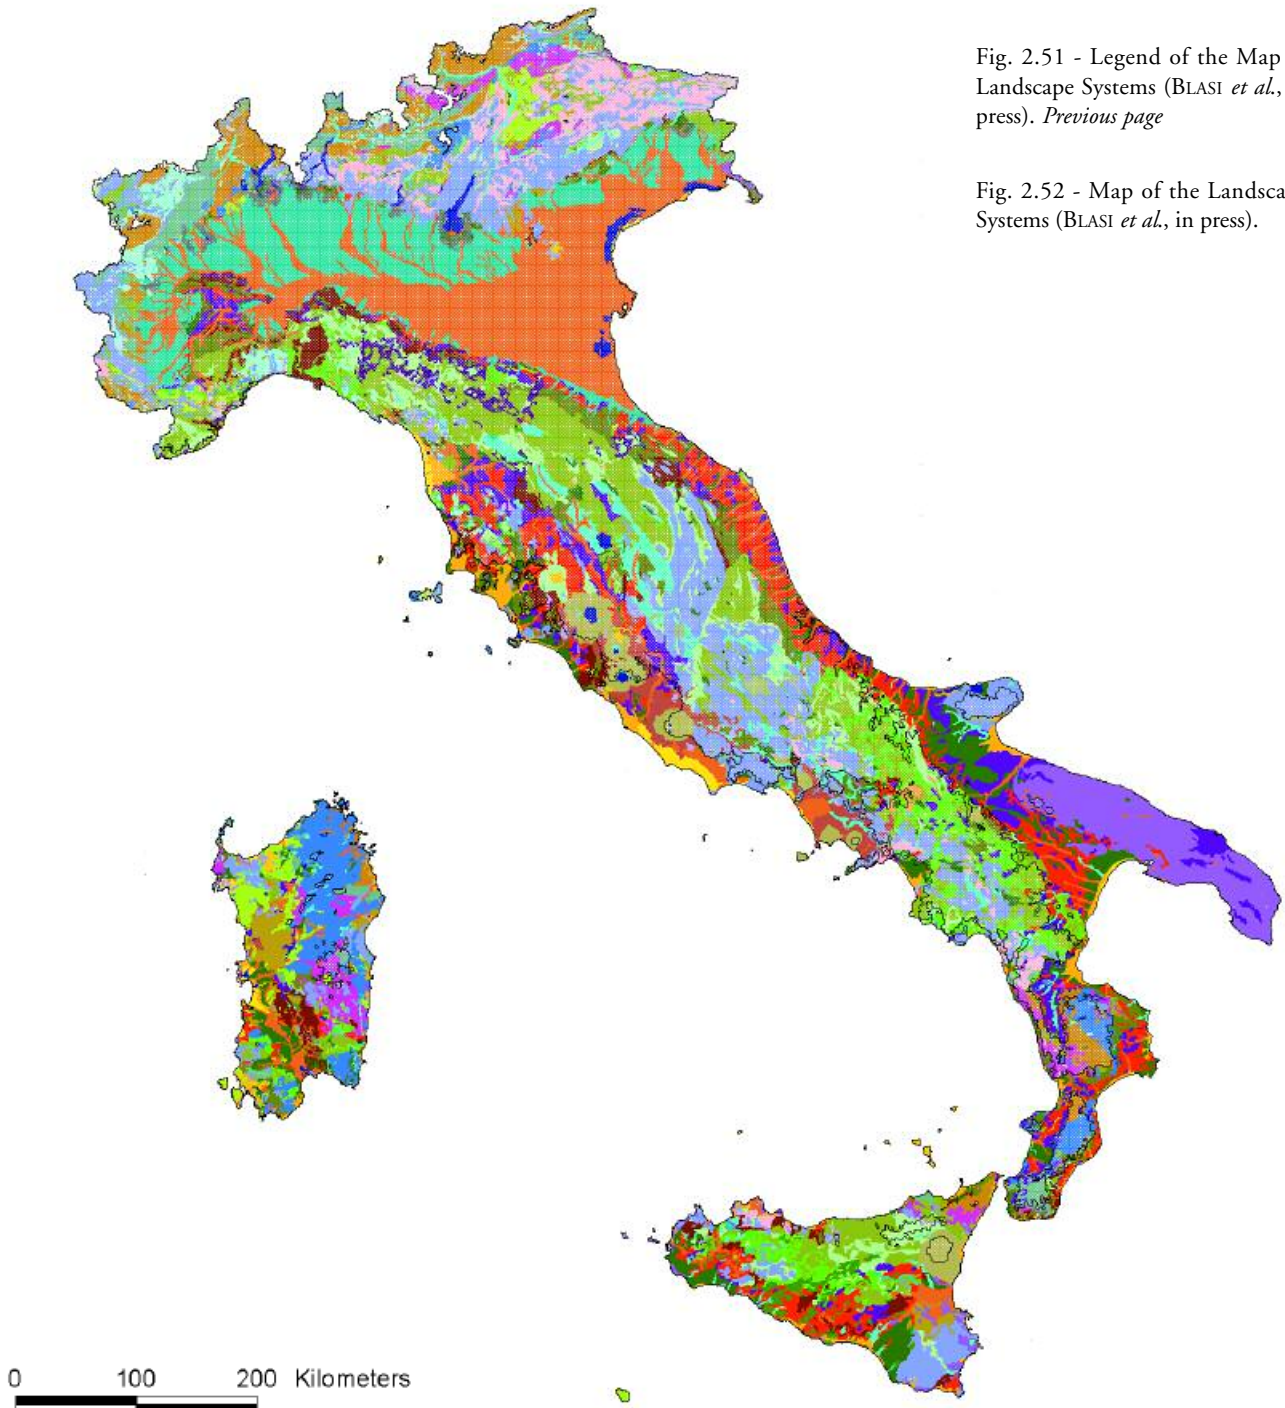 Fig. 2.51 - Legend of the Map
Landscape Systems (BLASI et al.,
press). Previous page
Fig. 2.52 - Map of the Landsca
Systems (BLASI et al., in press).
0 100 200 Kilometers